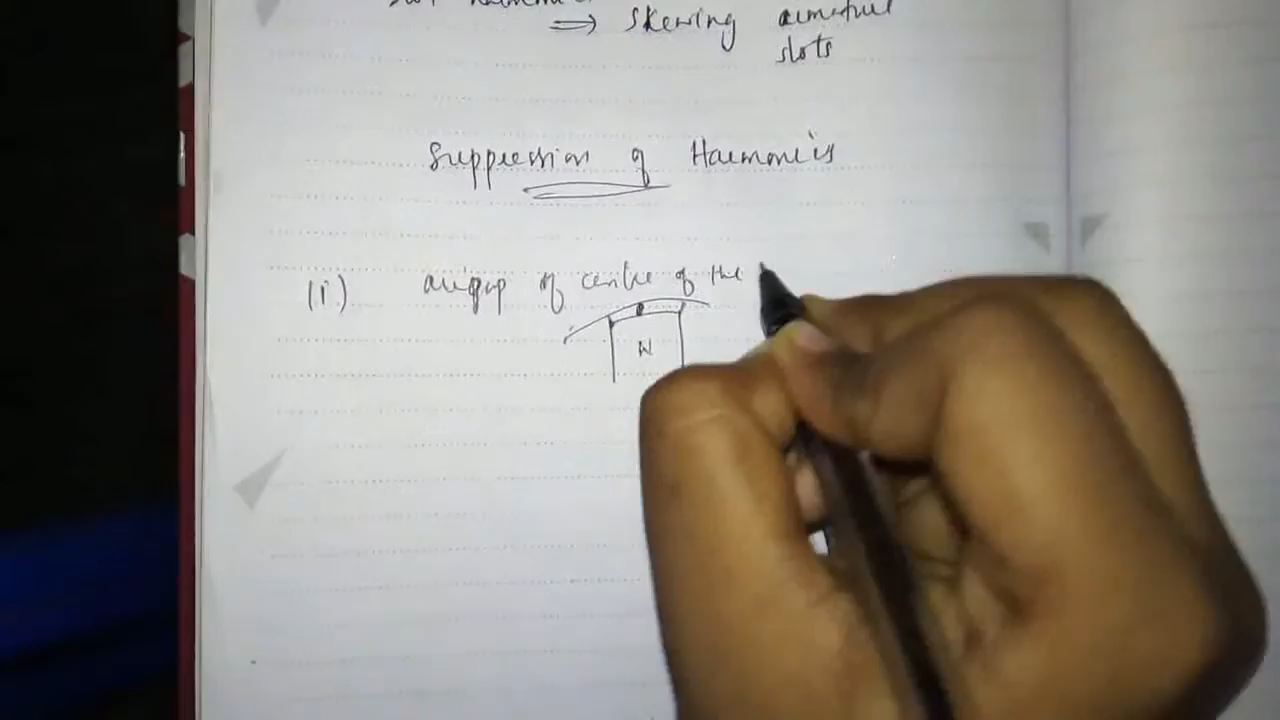 ⇒ skewing armature
slots
Suppression of Harmonics
(i) airgap of centre of the
N